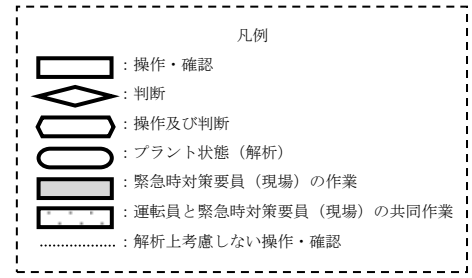 凡例
：操作・確認
：判断
：操作及び判断
：プラント状態（解析）
：緊急時対策要員（現場）の作業
：運転員と緊急時対策要員（現場）の共同作業
：解析上考慮しない操作・確認